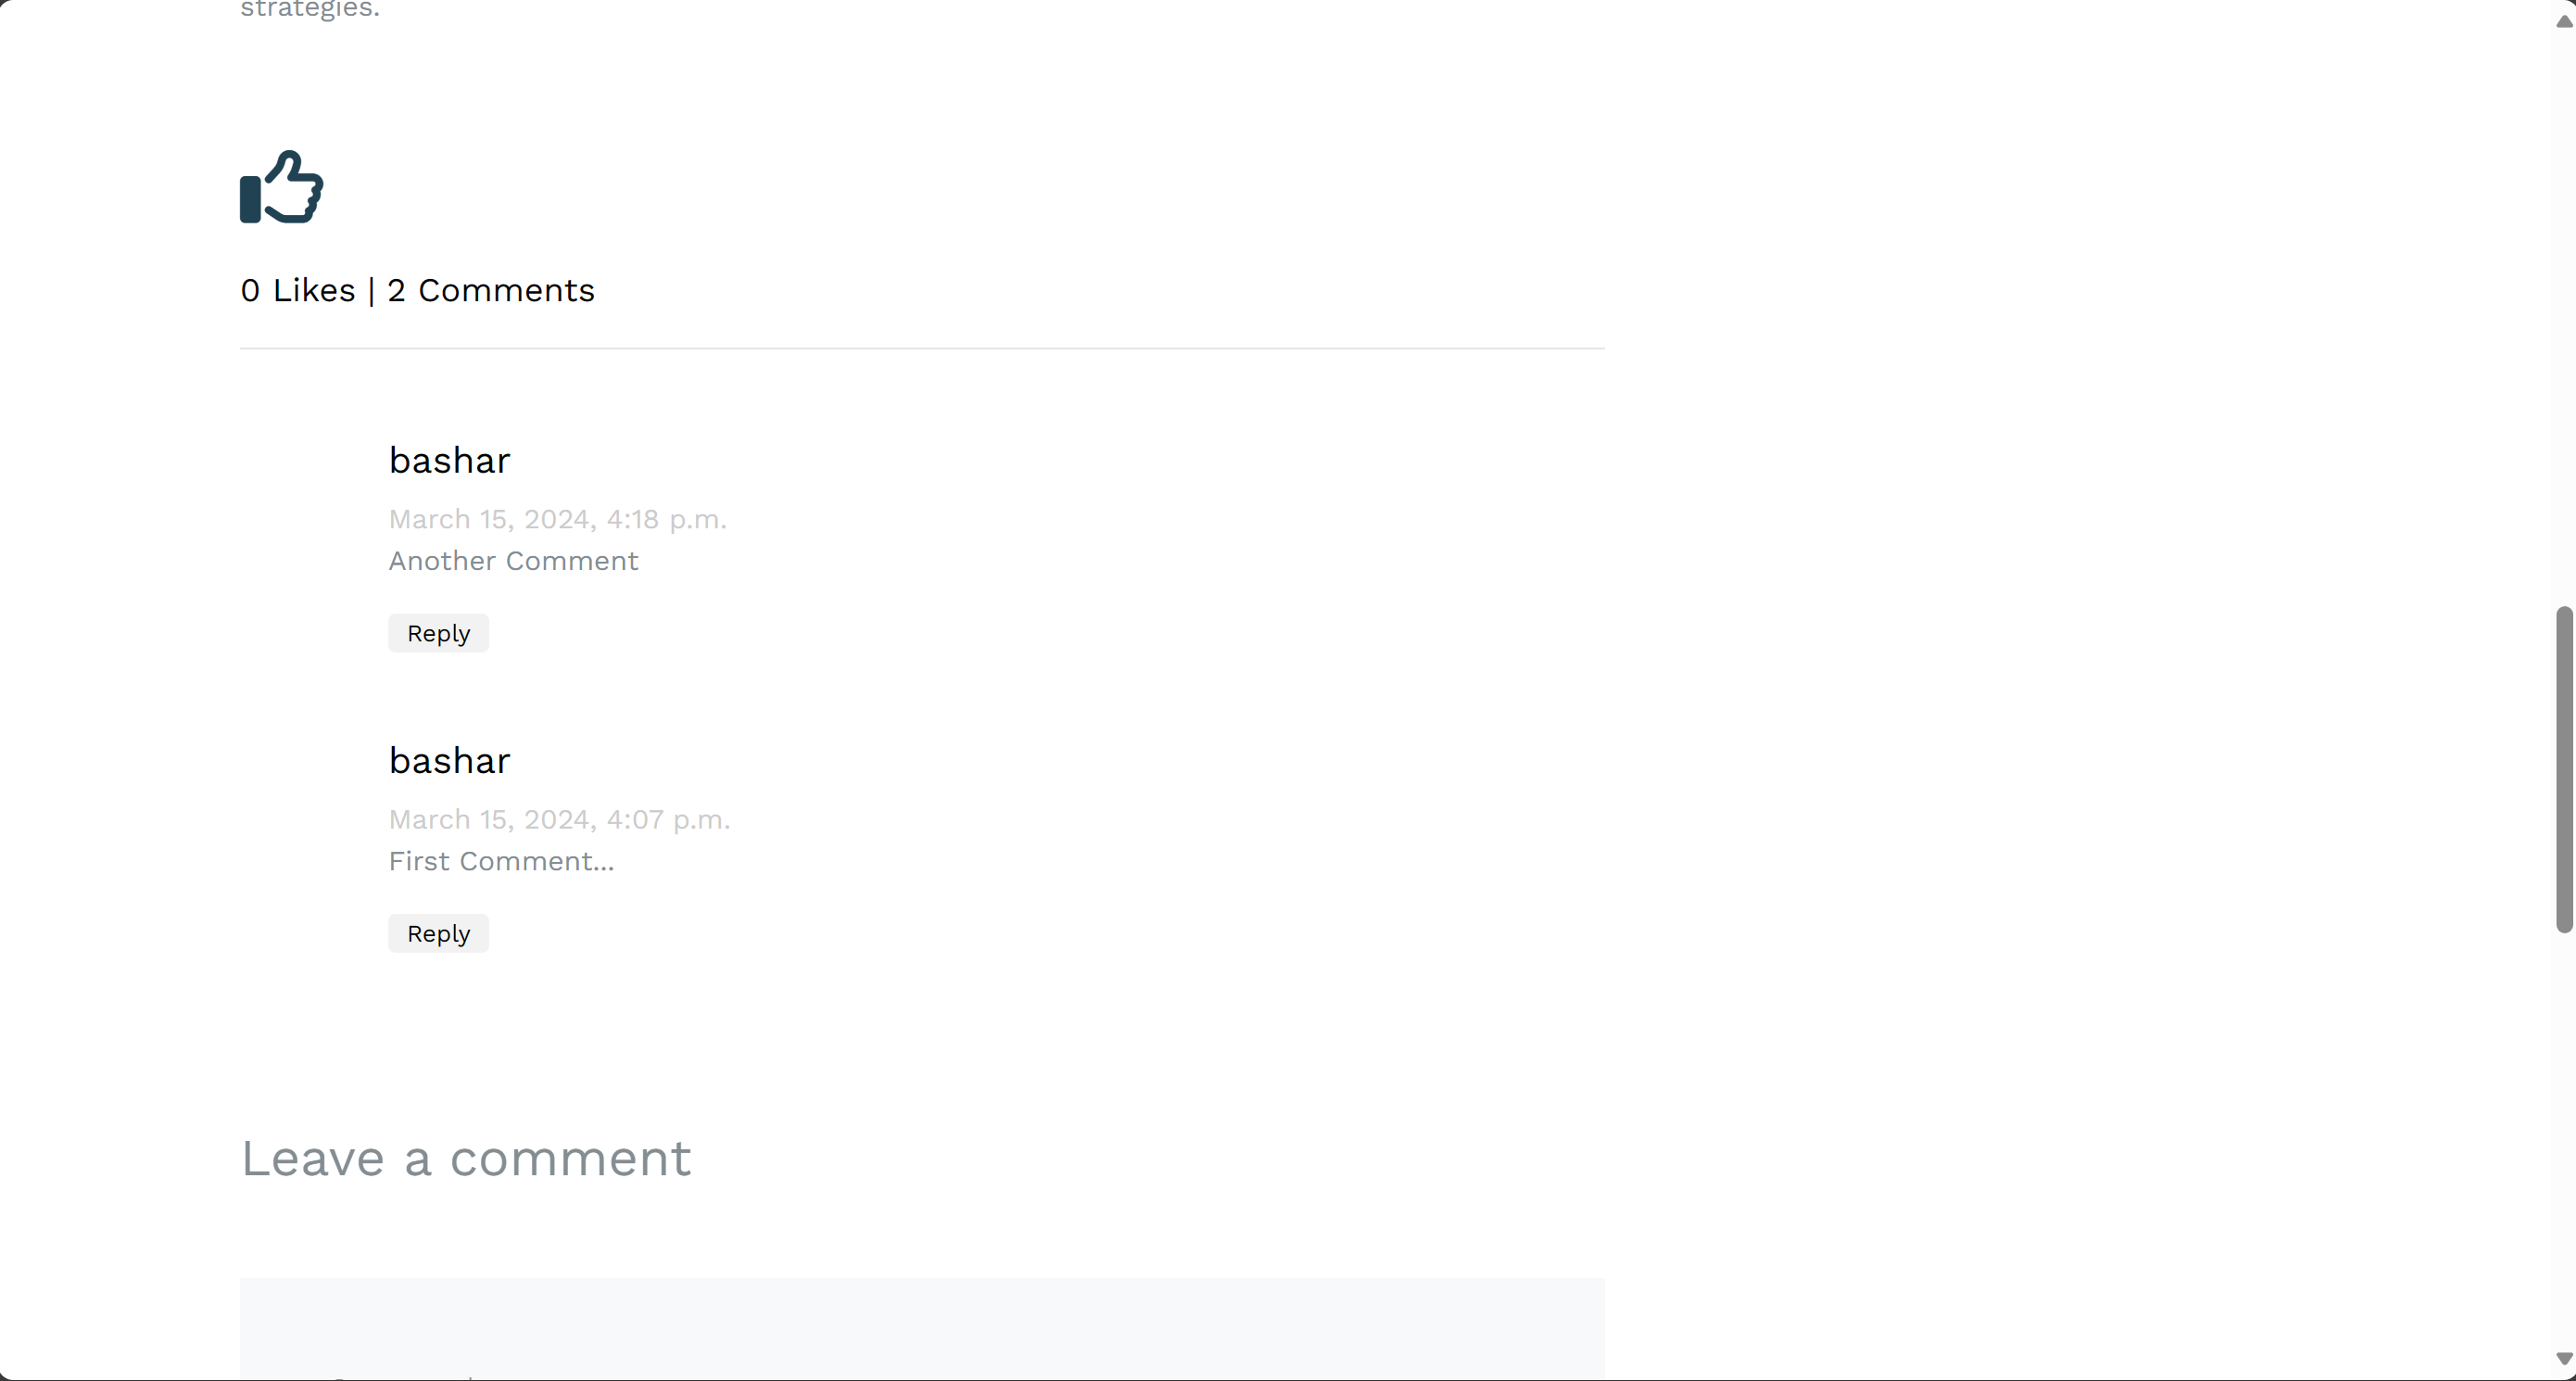 strategies.
0 Likes | 2 Comments
bashar
March 15, 2024, 4:18 p.m.
Another Comment
Reply
bashar
March 15, 2024, 4:07 p.m.
First Comment...
Reply
Leave a comment